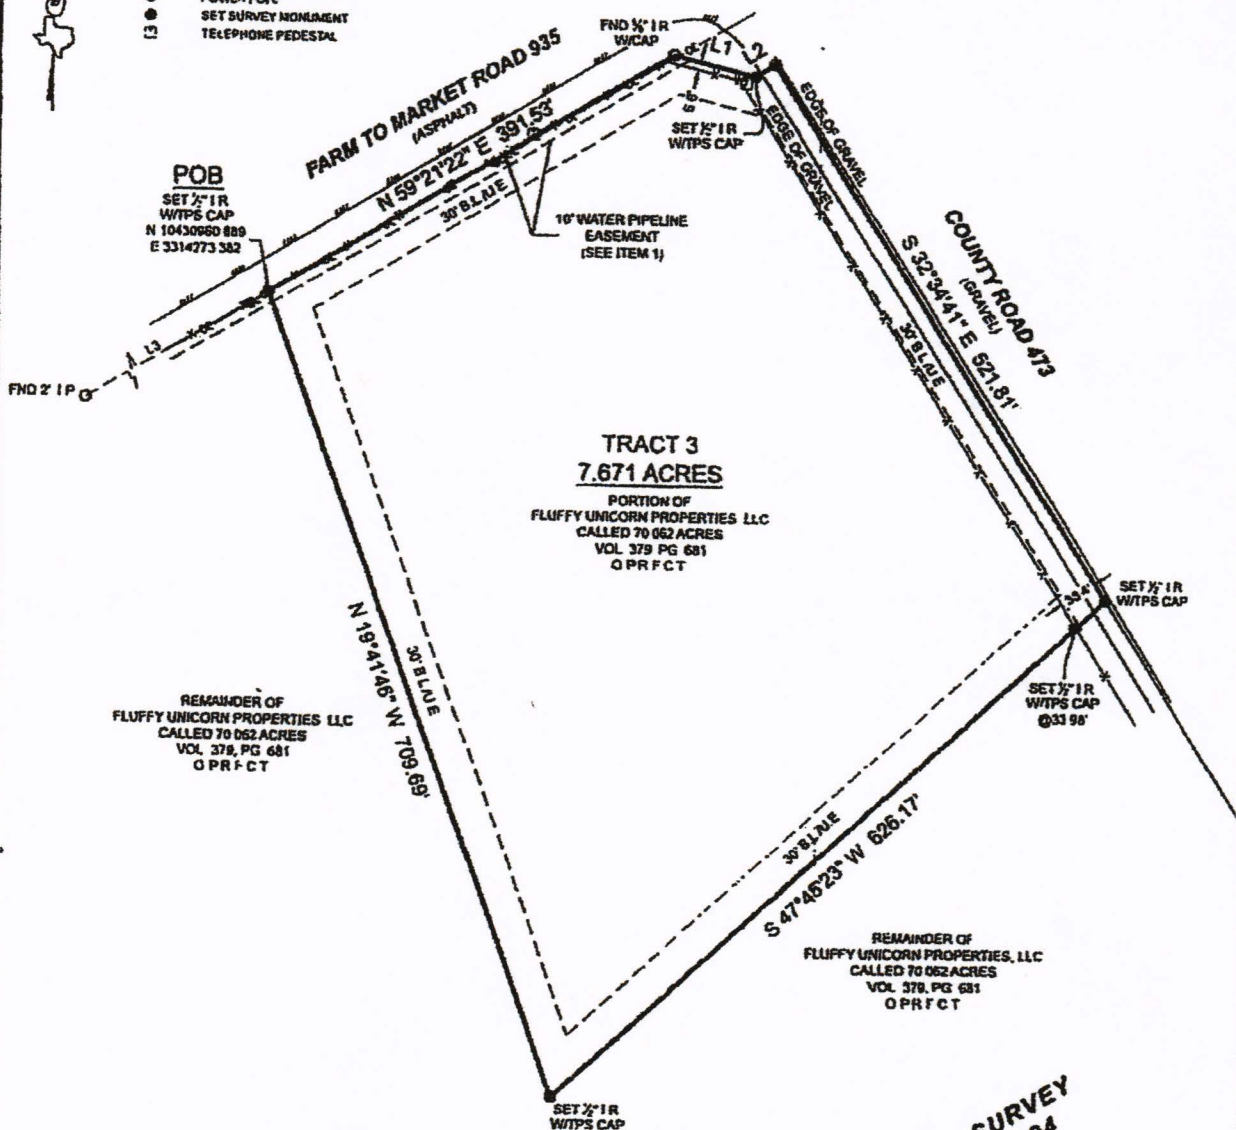 SET SURVEY MONUMENT
TELEPHONE PEDESTAL
FND ⅝" I R
W/CAP
L1
L2
FARM TO MARKET ROAD 935
(ASPHALT)
N 59°21'22" E 391.53'
30' B.L./U.E
SET ½" I R
W/TPS CAP
EDGE OF GRAVEL
EDGE OF GRAVEL
POB
SET ½" I R
W/TPS CAP
N 10430960 889
E 3314273 382
10' WATER PIPELINE
EASEMENT
(SEE ITEM 1)
COUNTY ROAD 473
(GRAVEL)
S 32°34'41" E 521.81'
30' B L /U E
L3
FND 2' I P
TRACT 3
7.671 ACRES
PORTION OF
FLUFFY UNICORN PROPERTIES LLC
CALLED 70 062 ACRES
VOL 379 PG 681
O P R F C T
SET ½" I R
W/TPS CAP
SET ½" I R
W/TPS CAP
@33 98'
N 19°41'46" W 709.69'
30' B L /U E
REMAINDER OF
FLUFFY UNICORN PROPERTIES LLC
CALLED 70 062 ACRES
VOL 379, PG 681
O P R F C T
30' B.L./U.E
S 47°45'23" W 626.17'
REMAINDER OF
FLUFFY UNICORN PROPERTIES, LLC
CALLED 70 062 ACRES
VOL 379, PG 681
O P R F C T
SET ½" I R
W/TPS CAP
SURVEY